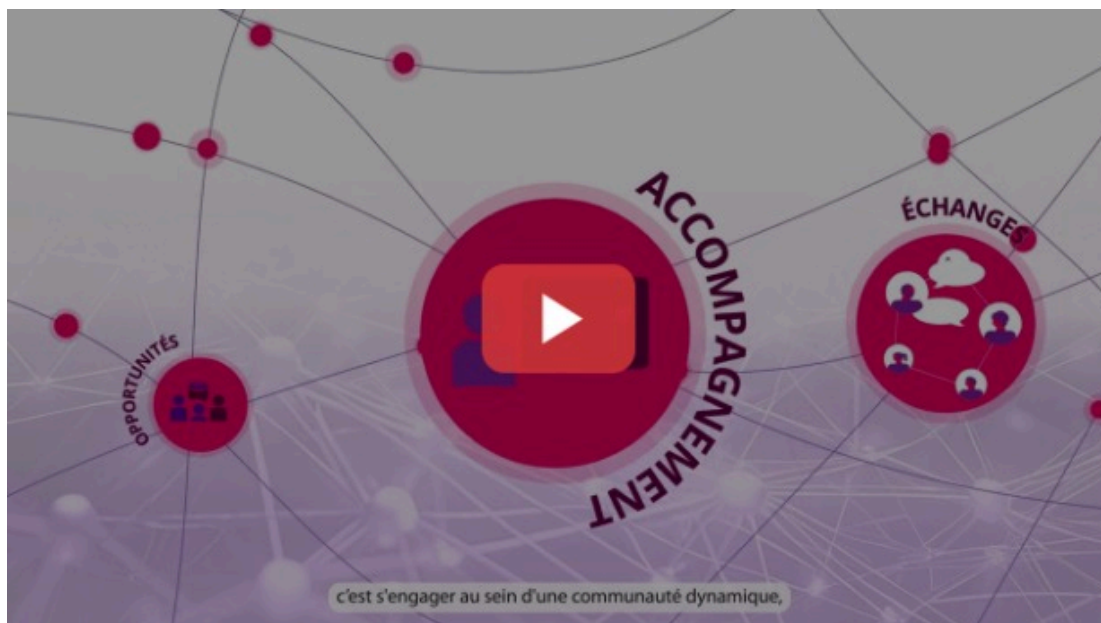 ACCOMPAGNEMENT
ÉCHANGES
OPPORTUNITÉS
c'est s'engager au sein d'une communauté dynamique,